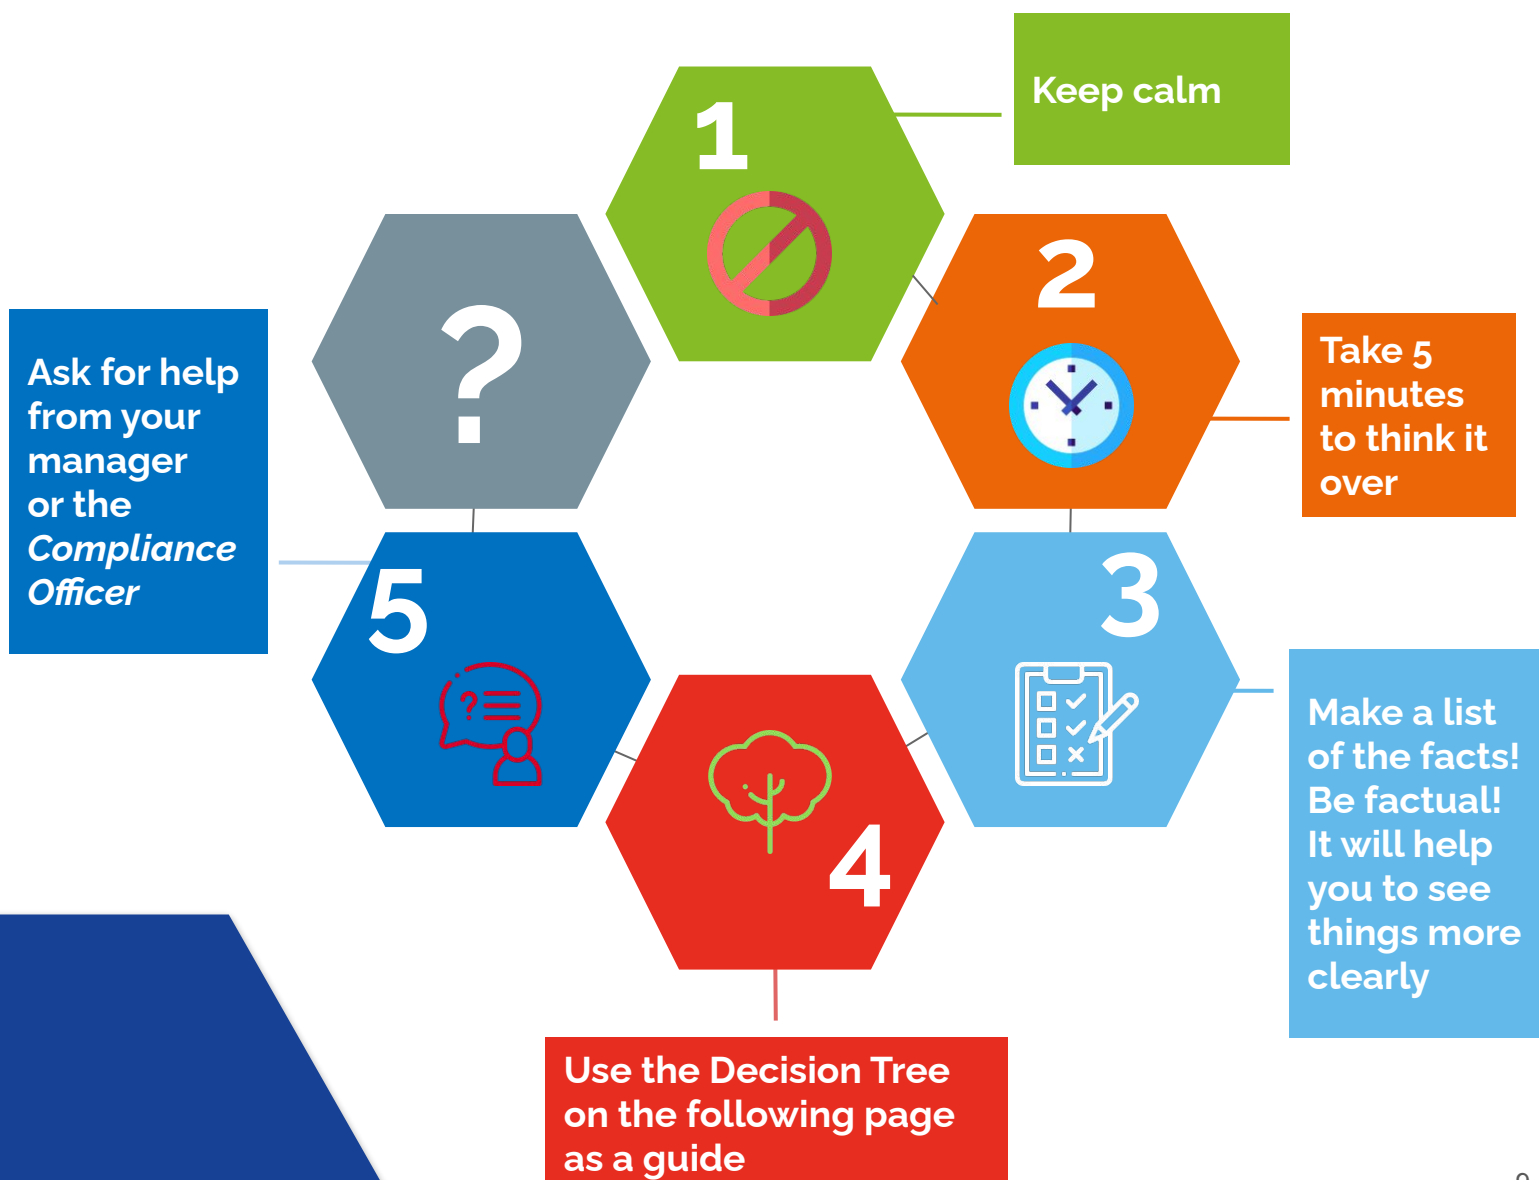 1
Keep calm
2
Take 5
minutes
to think it
over
3
Make a list
of the facts!
Be factual!
It will help
you to see
things more
clearly
4
Use the Decision Tree
on the following page
as a guide
5
Ask for help
from your
manager
or the
Compliance
Officer
?
?